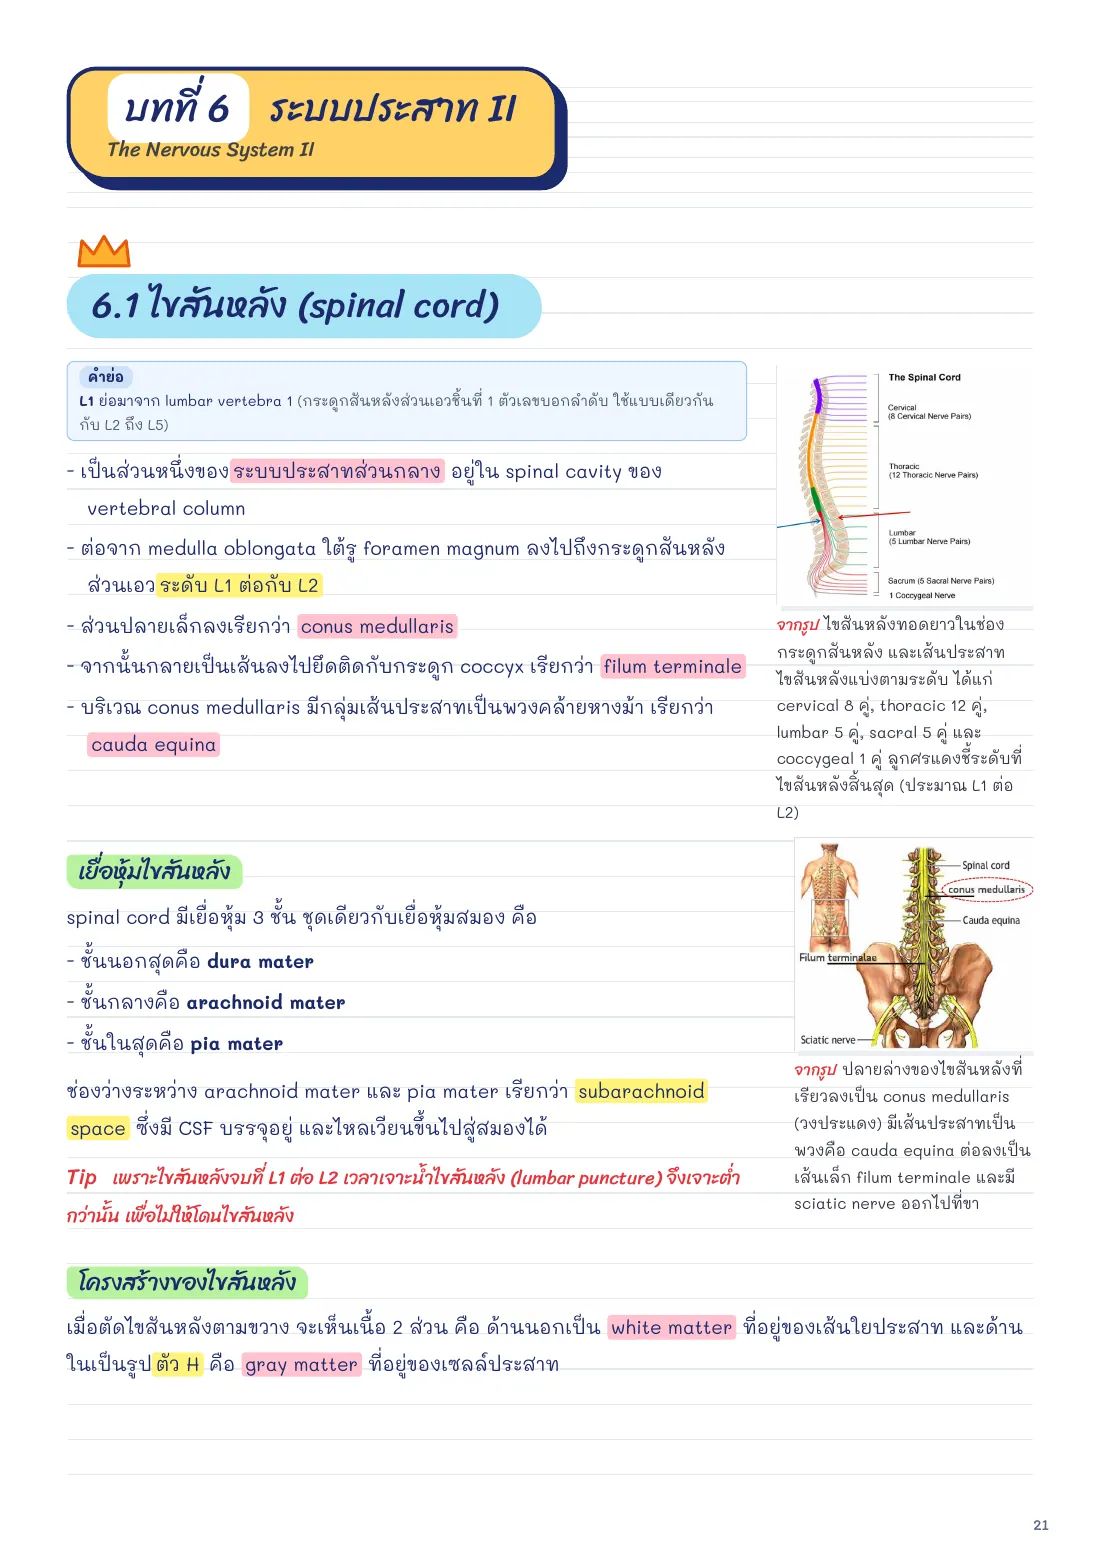 บทที่ 6 ระบบประสาท II
The Nervous System II
6.1 ไขสันหลัง (spinal cord)
คำย่อ
L1 ย่อมาจาก lumbar vertebra 1 (กระดูกสันหลังส่วนเอวชิ้นที่ 1 ตัวเลขบอกลำดับ ใช้แบบเดียวกัน
กับ L2 ถึง L5)
- เป็นส่วนหนึ่งของระบบประสาทส่วนกลาง อยู่ใน spinal cavity ของ
vertebral column
- ต่อจาก medulla oblongata ใต้รู foramen magnum ลงไปถึงกระดูกสันหลัง
ส่วนเอวระดับ L1 ต่อกับ L2
- ส่วนปลายเล็กลงเรียกว่า conus medullaris
- จากนั้นกลายเป็นเส้นลงไปยึดติดกับกระดูก coccyx เรียกว่า filum terminale
- บริเวณ conus medullaris มีกลุ่มเส้นประสาทเป็นพวงคล้ายหางม้า เรียกว่า
cauda equina
The Spinal Cord
Cervical
(8 Cervical Nerve Pairs)
Thoracic
(12 Thoracic Nerve Pairs)
Lumbar
(5 Lumbar Nerve Pairs)
Sacrum (5 Sacral Nerve Pairs)
1 Coccygeal Nerve
จากรูป ไขสันหลังทอดยาวในช่อง
กระดูกสันหลัง และเส้นประสาท
ไขสันหลังแบ่งตามระดับ ได้แก่
cervical 8 คู่, thoracic 12 คู่,
lumbar 5 คู่, sacral 5 คู่ และ
coccygeal 1 คู่ ลูกศรแดงชี้ระดับที่
ไขสันหลังสิ้นสุด (ประมาณ L1 ต่อ
L2)
เยื่อหุ้มไขสันหลัง
spinal cord มีเยื่อหุ้ม 3 ชั้น ชุดเดียวกับเยื่อหุ้มสมอง คือ
- ชั้นนอกสุดคือ dura mater
- ชั้นกลางคือ arachnoid mater
- ชั้นในสุดคือ pia mater
ช่องว่างระหว่าง arachnoid mater และ pia mater เรียกว่า subarachnoid
space ซึ่งมี CSF บรรจุอยู่ และไหลเวียนขึ้นไปสู่สมองได้
Tip เพราะไขสันหลังจบที่ L1 ต่อ L2 เวลาเจาะน้ำไขสันหลัง (lumbar puncture) จึงเจาะต่ำ
กว่านั้น เพื่อไม่ให้โดนไขสันหลัง
Spinal cord
conus medullaris
Cauda equina
Filum terminalae
Sciatic nerve
จากรูป ปลายล่างของไขสันหลังที่
เรียวลงเป็น conus medullaris
(วงประแดง) มีเส้นประสาทเป็น
พวงคือ cauda equina ต่อลงเป็น
เส้นเล็ก filum terminale และมี
sciatic nerve ออกไปที่ขา
โครงสร้างของไขสันหลัง
เมื่อตัดไขสันหลังตามขวาง จะเห็นเนื้อ 2 ส่วน คือ ด้านนอกเป็น white matter ที่อยู่ของเส้นใยประสาท และด้าน
ในเป็นรูปตัว H คือ gray matter ที่อยู่ของเซลล์ประสาท
21